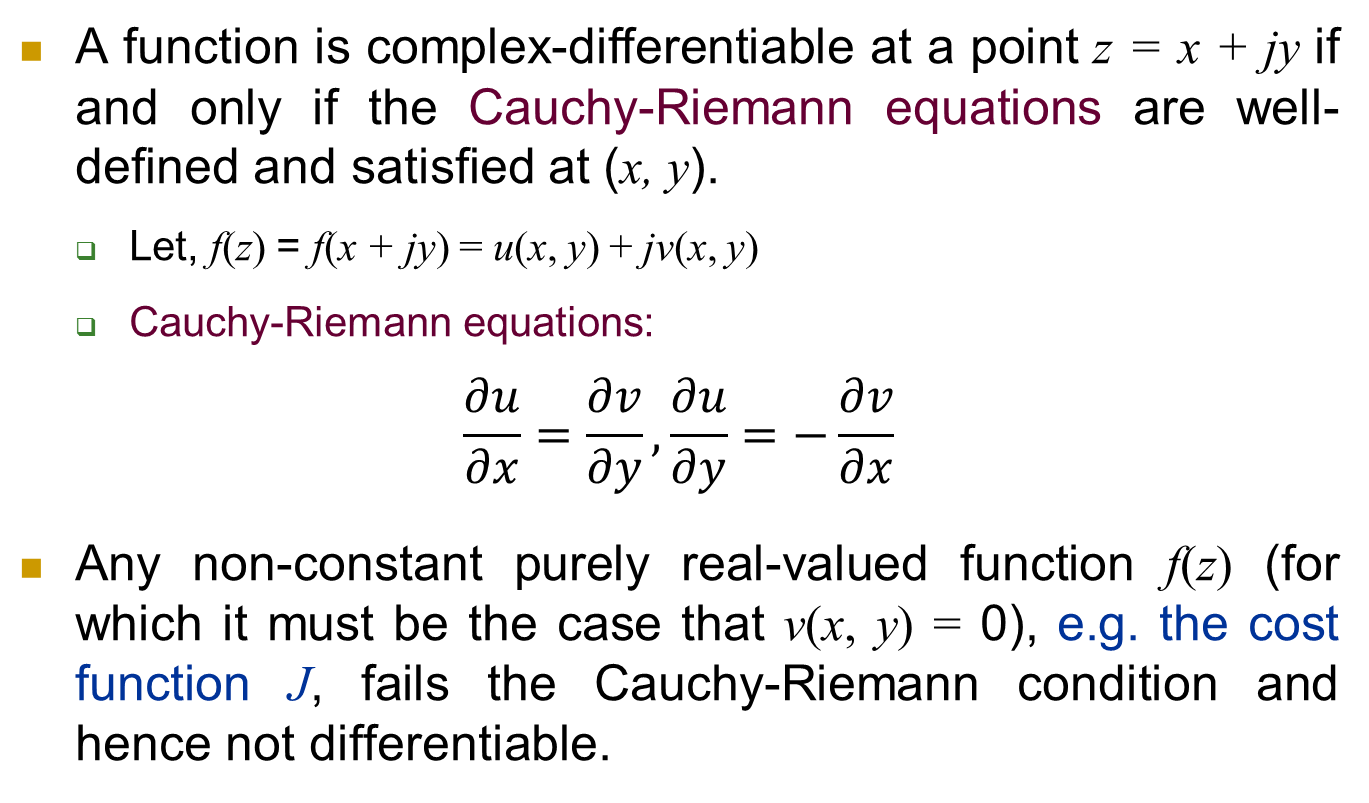 A function is complex-differentiable at a point z = x + jy if
and only if the Cauchy-Riemann equations are well-
defined and satisfied at (x, y).
Let, f(z) = f(x + jy) = u(x, y) + jv(x, y)
Cauchy-Riemann equations:
∂u/∂x = ∂v/∂y, ∂u/∂y = − ∂v/∂x
Any non-constant purely real-valued function f(z) (for
which it must be the case that v(x, y) = 0), e.g. the cost
function J, fails the Cauchy-Riemann condition and
hence not differentiable.